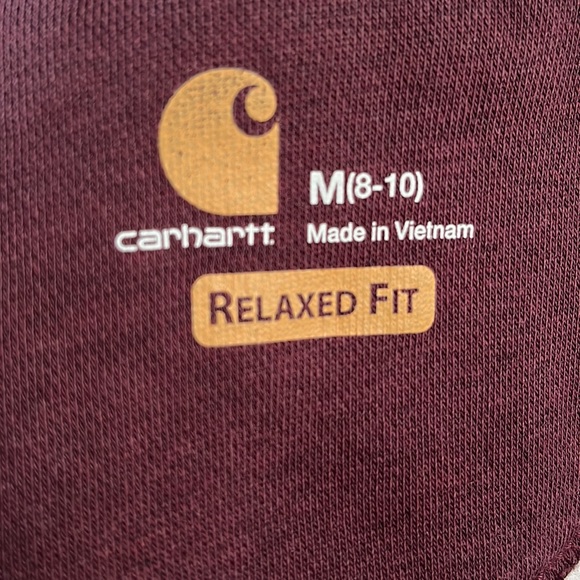 carhartt
M(8-10)
Made in Vietnam
RELAXED FIT